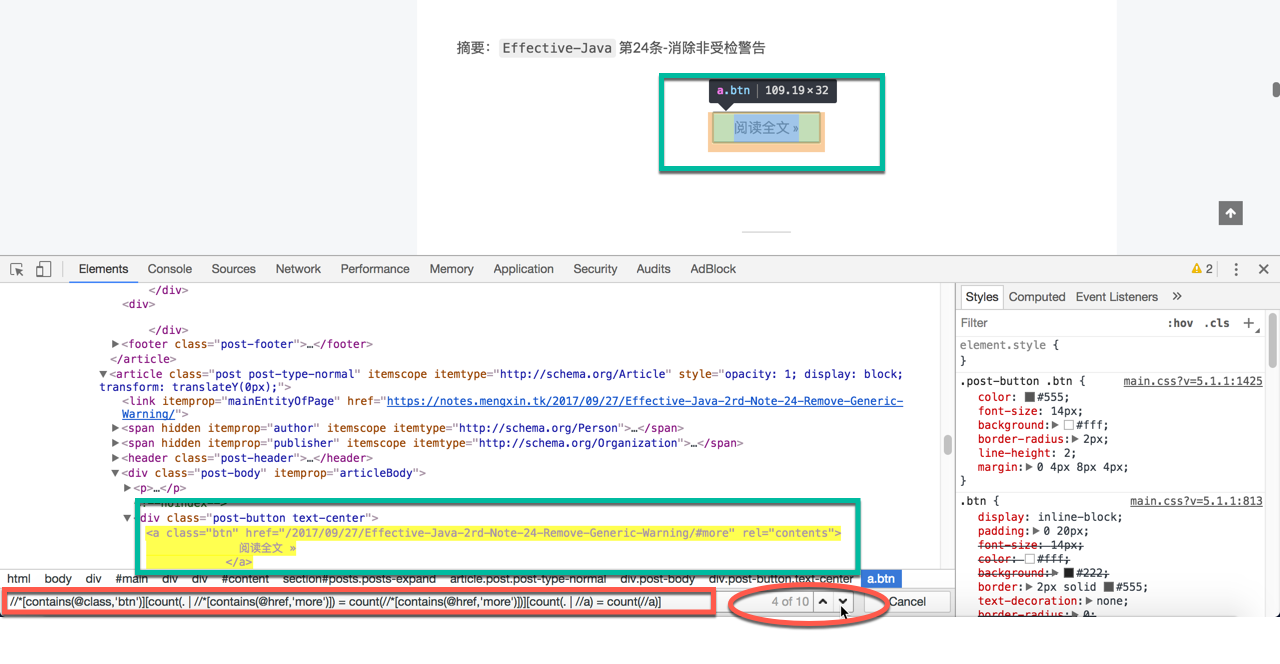 摘要： Effective-Java 第24条-消除非受检警告
a.btn 109.19×32
阅读全文 »
Elements Console Sources Network Performance Memory Application Security Audits AdBlock 2
</div>
<div>
</div>
<footer class="post-footer">…</footer>
</article>
<article class="post post-type-normal" itemscope itemtype="http://schema.org/Article" style="opacity: 1; display: block;
transform: translateY(0px);">
<link itemprop="mainEntityOfPage" href="https://notes.mengxin.tk/2017/09/27/Effective-Java-2rd-Note-24-Remove-Generic-
Warning/">
<span hidden itemprop="author" itemscope itemtype="http://schema.org/Person">…</span>
<span hidden itemprop="publisher" itemscope itemtype="http://schema.org/Organization">…</span>
<header class="post-header">…</header>
<div class="post-body" itemprop="articleBody">
<p>…</p>
<!--noindex-->
<div class="post-button text-center">
<a class="btn" href="/2017/09/27/Effective-Java-2rd-Note-24-Remove-Generic-Warning/#more" rel="contents">
阅读全文 »
</a>
html body div #main div div #content section#posts.posts-expand article.post.post-type-normal div.post-body div.post-button.text-center a.btn
//*[contains(@class,'btn')][count(. | //*[contains(@href,'more')]) = count(//*[contains(@href,'more')])][count(. | //a) = count(//a)] 4 of 10 Cancel
Styles Computed Event Listeners »
Filter :hov .cls +
element.style {
}
.post-button .btn { main.css?v=5.1.1:1425
color: #555;
font-size: 14px;
background: #fff;
border-radius: 2px;
line-height: 2;
margin: 0 4px 8px 4px;
}
.btn { main.css?v=5.1.1:813
display: inline-block;
padding: 0 20px;
font-size: 14px;
color: #fff;
background: #222;
border: 2px solid #555;
text-decoration: none;
border-radius: 0;